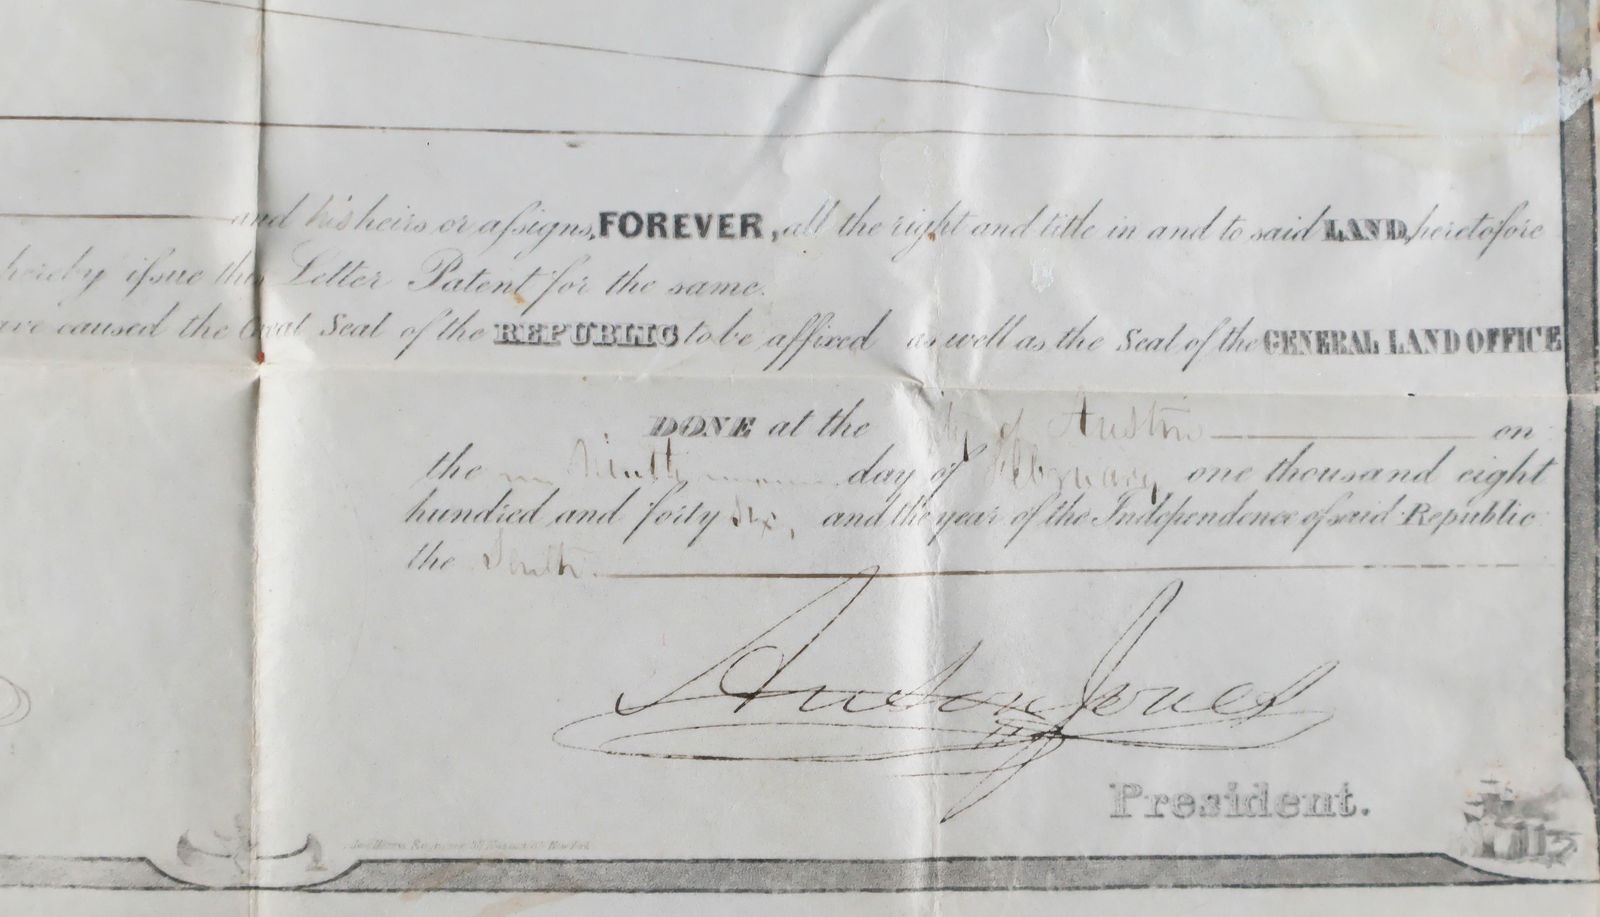 and his heirs or assigns, FOREVER, all the right and title in and to said LAND, heretofore
hereby issue this Letter Patent for the same.
ave caused the Great Seal of the REPUBLIC to be affixed as well as the Seal of the GENERAL LAND OFFICE
DONE at the City of Austin on
the Ninth day of February one thousand eight
hundred and forty Six, and the year of the Independence of said Republic
the Tenth.
Anson Jones
President.
New York